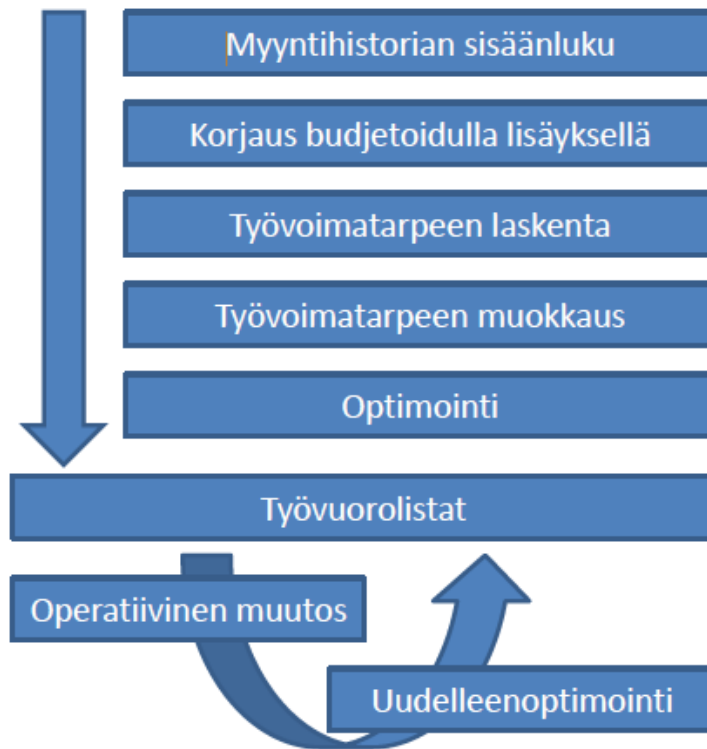 Myyntihistorian sisäänluku
Korjaus budjetoidulla lisäyksellä
Työvoimatarpeen laskenta
Työvoimatarpeen muokkaus
Optimointi
Työvuorolistat
Operatiivinen muutos
Uudelleenoptimointi